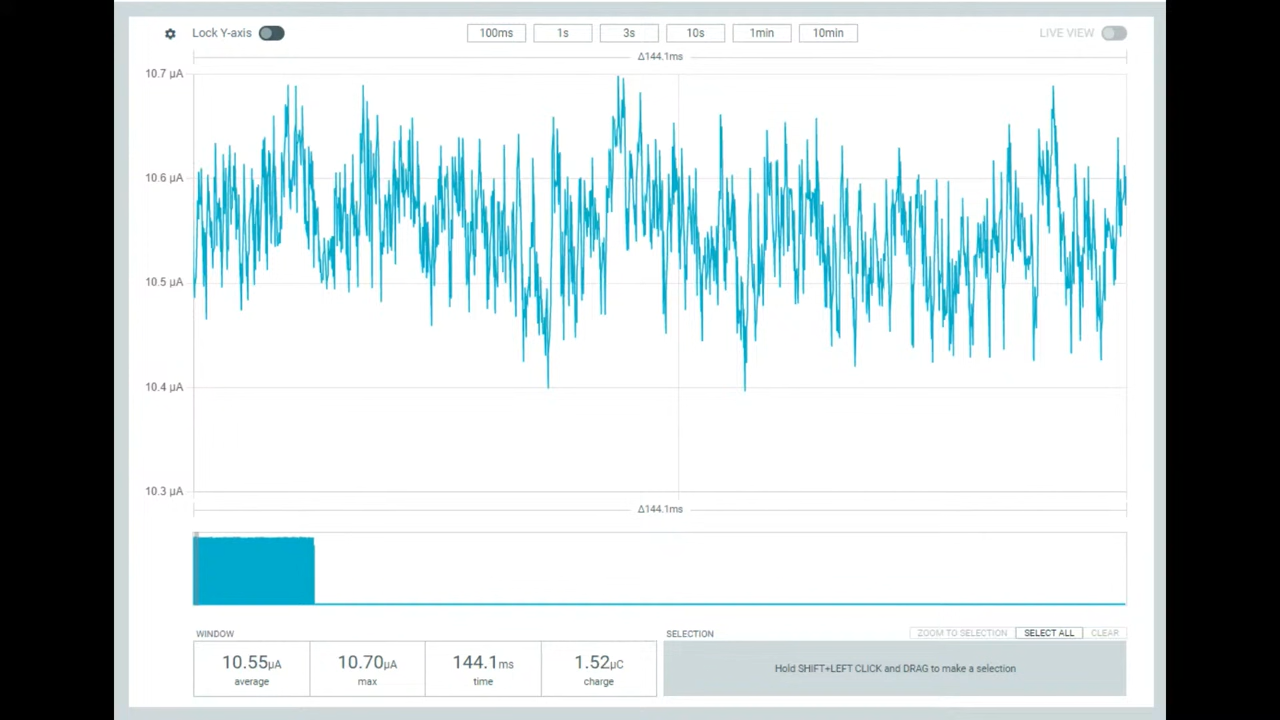 Lock Y-axis 100ms 1s 3s 10s 1min 10min LIVE VIEW
Δ144.1ms
10.7 µA
10.6 µA
10.5 µA
10.4 µA
10.3 µA
Δ144.1ms
WINDOW
10.55µA
average
10.70µA
max
144.1ms
time
1.52µC
charge
SELECTION ZOOM TO SELECTION SELECT ALL CLEAR
Hold SHIFT+LEFT CLICK and DRAG to make a selection